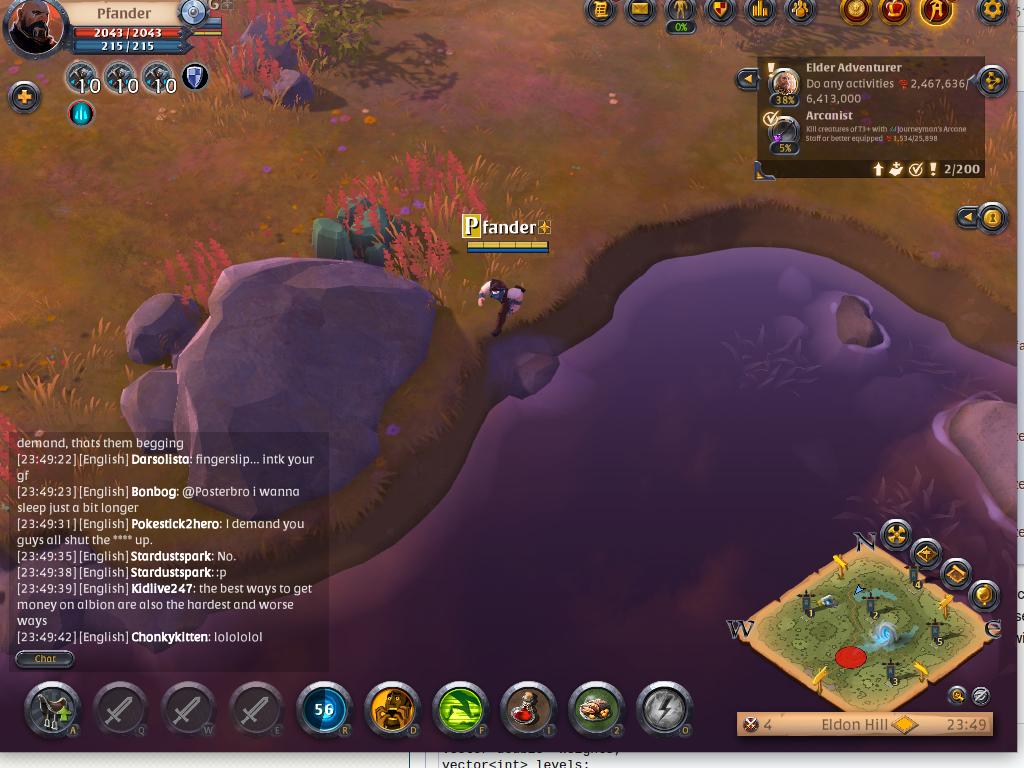 Pfander
2043 / 2043
215 / 215
10 10 10
0%
Elder Adventurer
Do any activities 2,467,636/
6,413,000
38%
Arcanist
Kill creatures of T3+ with Journeyman's Arcane
Staff or better equipped 1,534/25,898
5%
2/200
Pfander
demand, thats them begging
[23:49:22] [English] Darsolista: fingerslip... intk your
gf
[23:49:23] [English] Bonbog: @Posterbro i wanna
sleep just a bit longer
[23:49:31] [English] Pokestick2hero: I demand you
guys all shut the **** up.
[23:49:35] [English] Stardustspark: No.
[23:49:38] [English] Stardustspark: :p
[23:49:39] [English] Kidlive247: the best ways to get
money on albion are also the hardest and worse
ways
[23:49:42] [English] Chonkykitten: lolololol
Chat
N
W
E
1
2
3
4
5
56
A Q W E R D F 1 2 O
4 Eldon Hill 23:49
vector<int> levels;